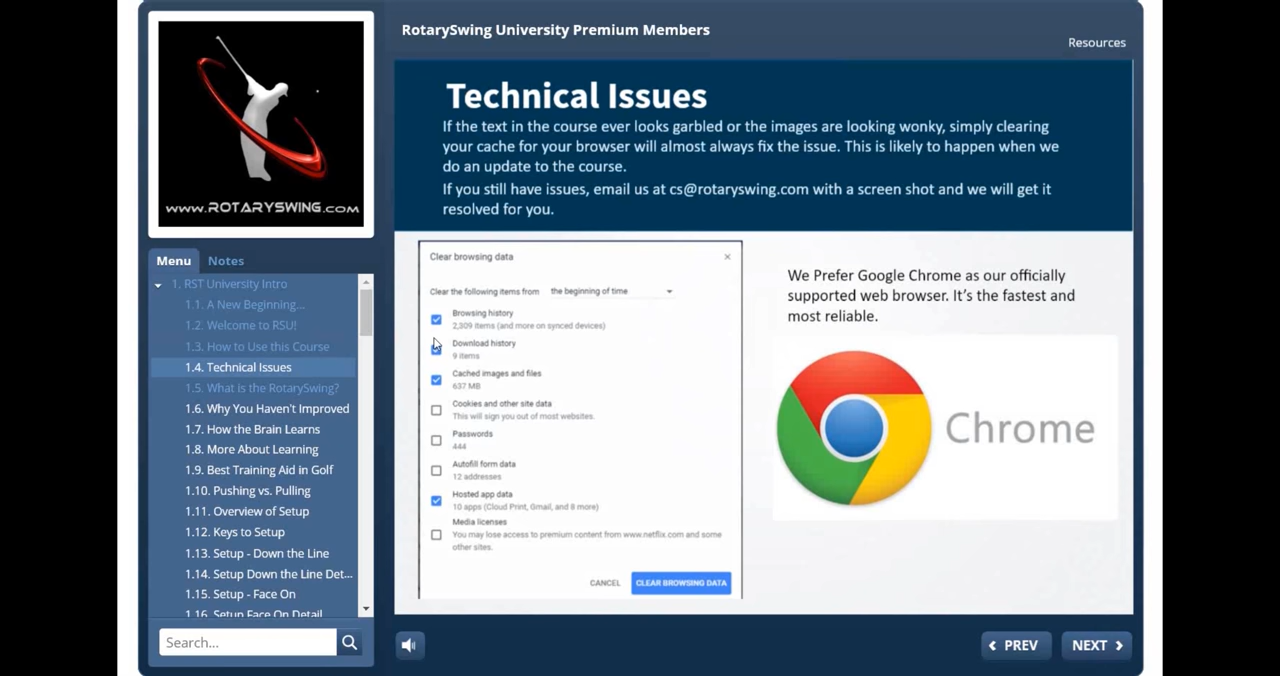 RotarySwing University Premium Members
Resources
www.ROTARYSWING.com
Menu
Notes
1. RST University Intro
1.1. A New Beginning...
1.2. Welcome to RSU!
1.3. How to Use this Course
1.4. Technical Issues
1.5. What is the RotarySwing?
1.6. Why You Haven't Improved
1.7. How the Brain Learns
1.8. More About Learning
1.9. Best Training Aid in Golf
1.10. Pushing vs. Pulling
1.11. Overview of Setup
1.12. Keys to Setup
1.13. Setup - Down the Line
1.14. Setup Down the Line Det...
1.15. Setup - Face On
1.16. Setup Face On Detail
Search...
Technical Issues
If the text in the course ever looks garbled or the images are looking wonky, simply clearing
your cache for your browser will almost always fix the issue. This is likely to happen when we
do an update to the course.
If you still have issues, email us at cs@rotaryswing.com with a screen shot and we will get it
resolved for you.
Clear browsing data
Clear the following items from the beginning of time
Browsing history
2,309 items (and more on synced devices)
Download history
9 items
Cached images and files
637 MB
Cookies and other site data
This will sign you out of most websites.
Passwords
444
Autofill form data
12 addresses
Hosted app data
10 apps (Cloud Print, Gmail, and 8 more)
Media licenses
You may lose access to premium content from www.netflix.com and some
other sites.
CANCEL
CLEAR BROWSING DATA
We Prefer Google Chrome as our officially
supported web browser. It's the fastest and
most reliable.
Chrome
PREV
NEXT